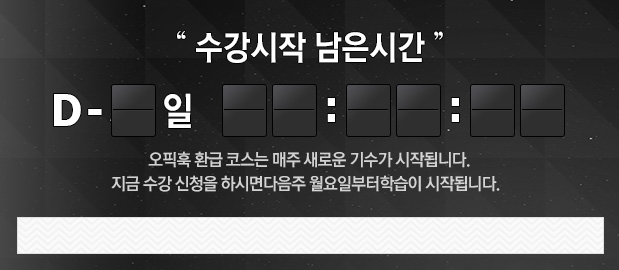 “ 수강시작 남은시간 ”
D- 일 : :
오픽훅 환급 코스는 매주 새로운 기수가 시작됩니다.
지금 수강 신청을 하시면다음주 월요일부터학습이 시작됩니다.